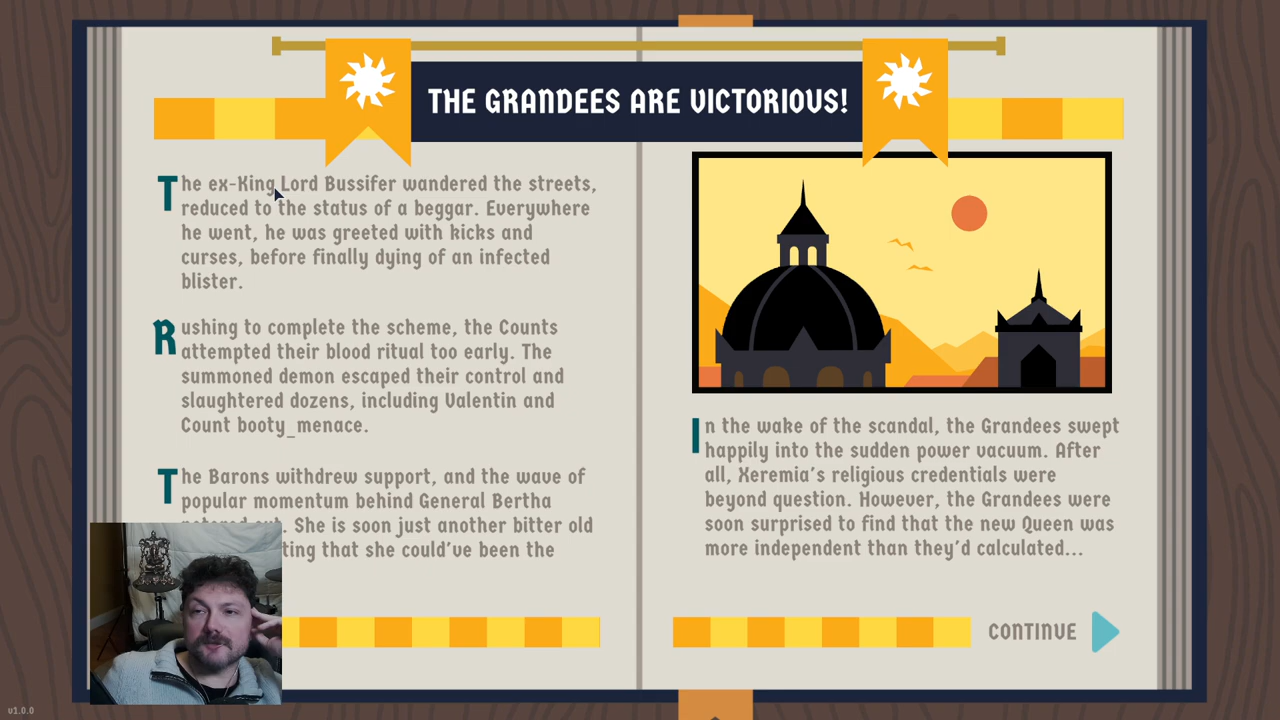 THE GRANDEES ARE VICTORIOUS!
The ex-King Lord Bussifer wandered the streets,
reduced to the status of a beggar. Everywhere
he went, he was greeted with kicks and
curses, before finally dying of an infected
blister.
Rushing to complete the scheme, the Counts
attempted their blood ritual too early. The
summoned demon escaped their control and
slaughtered dozens, including Valentin and
Count booty_menace.
The Barons withdrew support, and the wave of
popular momentum behind General Bertha
She is soon just another bitter old
that she could've been the
In the wake of the scandal, the Grandees swept
happily into the sudden power vacuum. After
all, Xeremia's religious credentials were
beyond question. However, the Grandees were
soon surprised to find that the new Queen was
more independent than they'd calculated...
CONTINUE
v1.0.0